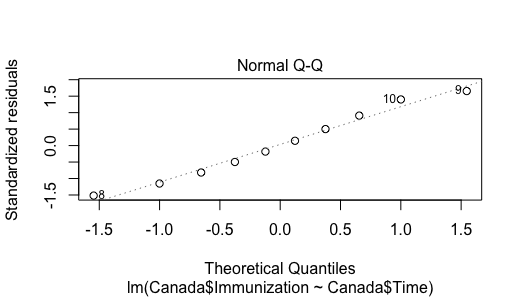 Normal Q-Q
Standardized residuals
1.5
0.0
-1.5
8
10
9
-1.5 -1.0 -0.5 0.0 0.5 1.0 1.5
Theoretical Quantiles
lm(Canada$Immunization ~ Canada$Time)